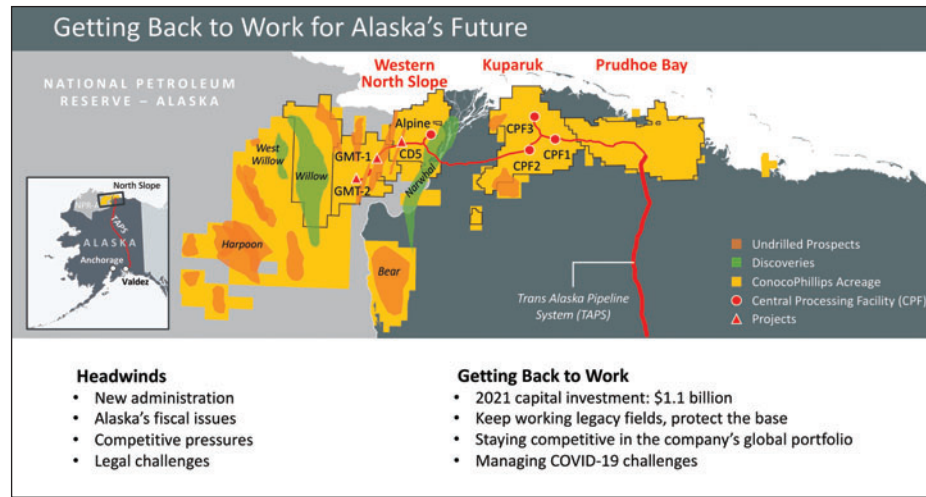 Getting Back to Work for Alaska's Future
NATIONAL PETROLEUM
RESERVE – ALASKA
Western
North Slope
Kuparuk
Prudhoe Bay
Alpine
CPF3
West
Willow
Willow
GMT-1
CD5
CPF1
CPF2
GMT-2
Narwhal
North Slope
NPR-A
TAPS
ALASKA
Anchorage
Valdez
Harpoon
Bear
Trans Alaska Pipeline
System (TAPS)
Undrilled Prospects
Discoveries
ConocoPhillips Acreage
Central Processing Facility (CPF)
Projects
Headwinds
• New administration
• Alaska's fiscal issues
• Competitive pressures
• Legal challenges
Getting Back to Work
• 2021 capital investment: $1.1 billion
• Keep working legacy fields, protect the base
• Staying competitive in the company's global portfolio
• Managing COVID-19 challenges